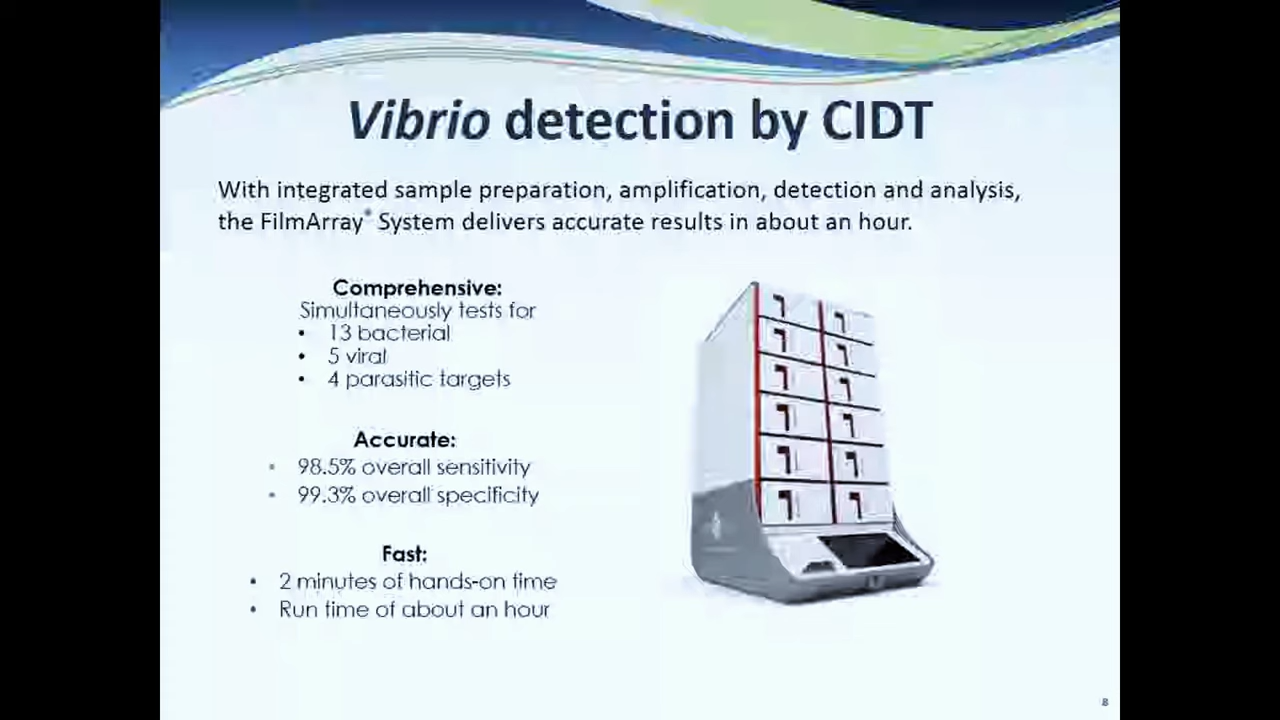 Vibrio detection by CIDT
With integrated sample preparation, amplification, detection and analysis,
the FilmArray® System delivers accurate results in about an hour.
Comprehensive:
Simultaneously tests for
• 13 bacterial
• 5 viral
• 4 parasitic targets
Accurate:
• 98.5% overall sensitivity
• 99.3% overall specificity
Fast:
• 2 minutes of hands-on time
• Run time of about an hour
8